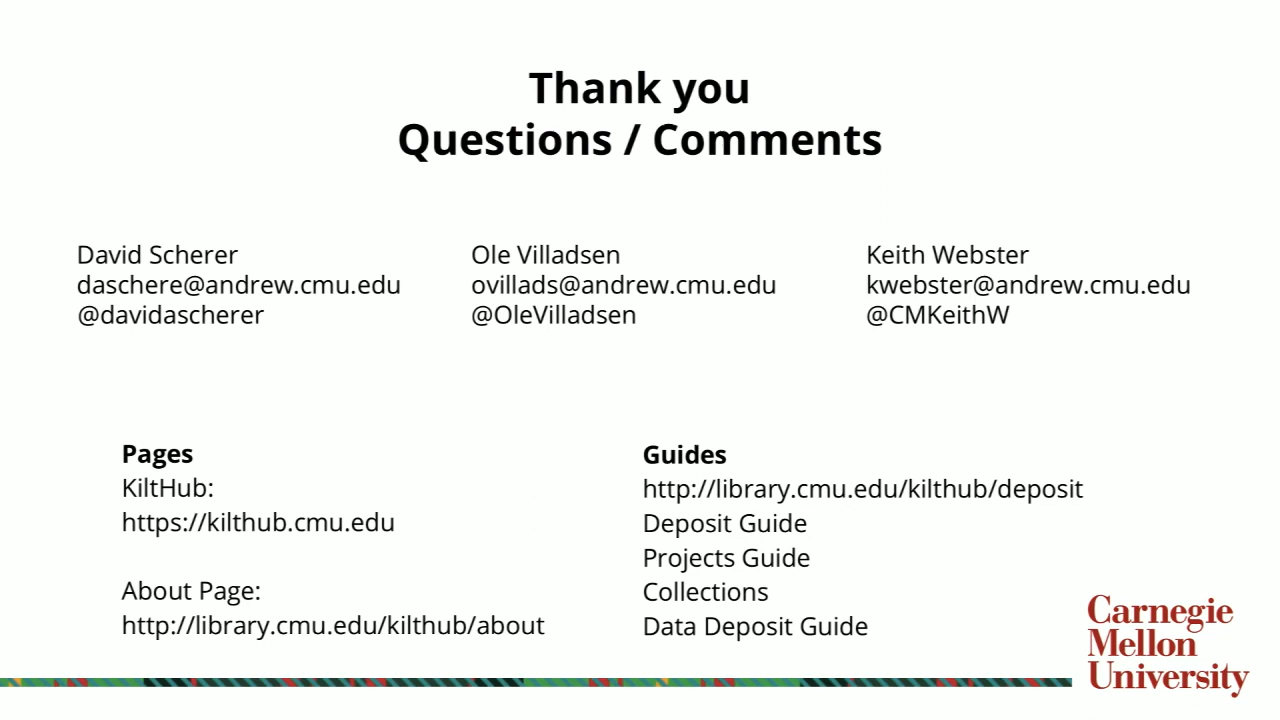 Thank you
Questions / Comments
David Scherer
daschere@andrew.cmu.edu
@davidascherer
Ole Villadsen
ovillads@andrew.cmu.edu
@OleVilladsen
Keith Webster
kwebster@andrew.cmu.edu
@CMKeithW
Pages
KiltHub:
https://kilthub.cmu.edu
About Page:
http://library.cmu.edu/kilthub/about
Guides
http://library.cmu.edu/kilthub/deposit
Deposit Guide
Projects Guide
Collections
Data Deposit Guide
Carnegie
Mellon
University